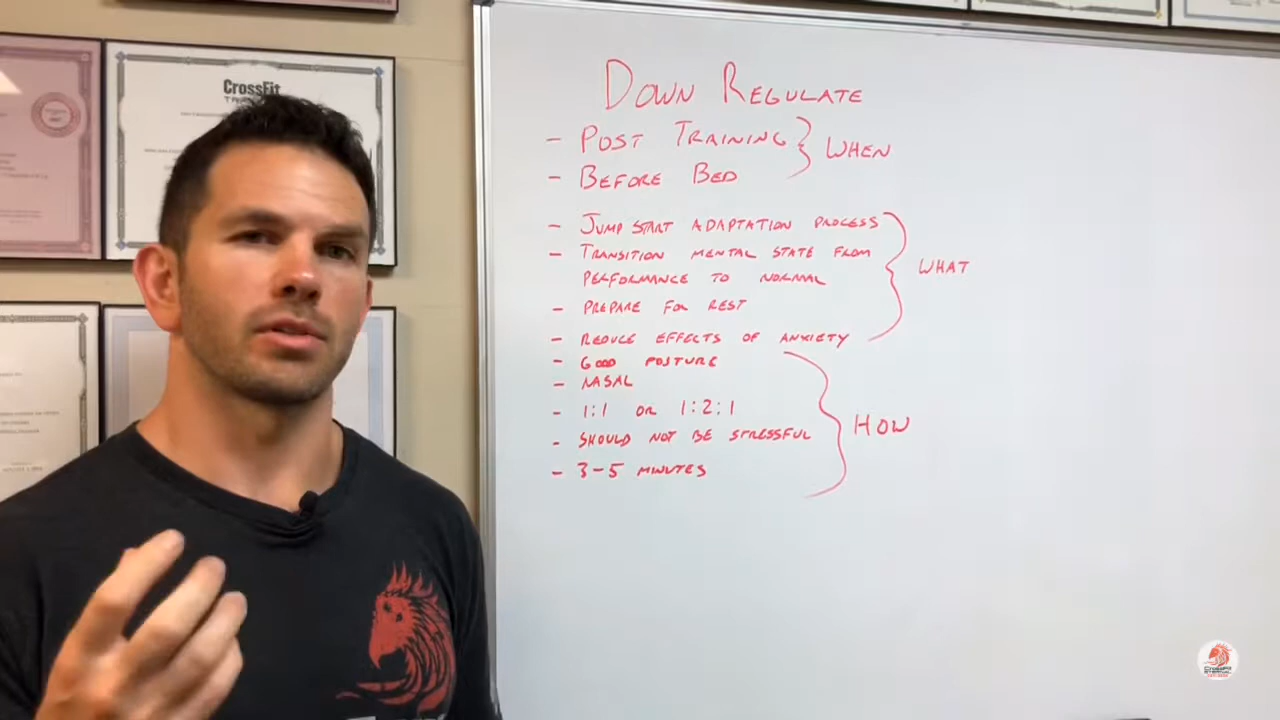 CrossFit
DOWN REGULATE
- POST TRAINING
WHEN
- BEFORE BED
- JUMP START ADAPTATION PROCESS
- TRANSITION MENTAL STATE FROM
PERFORMANCE TO NORMAL
WHAT
- PREPARE FOR REST
- REDUCE EFFECTS OF ANXIETY
- GOOD POSTURE
- NASAL
- 1:1 OR 1:2:1
HOW
- SHOULD NOT BE STRESSFUL
- 3-5 MINUTES
CROSSFIT
ETERNAL